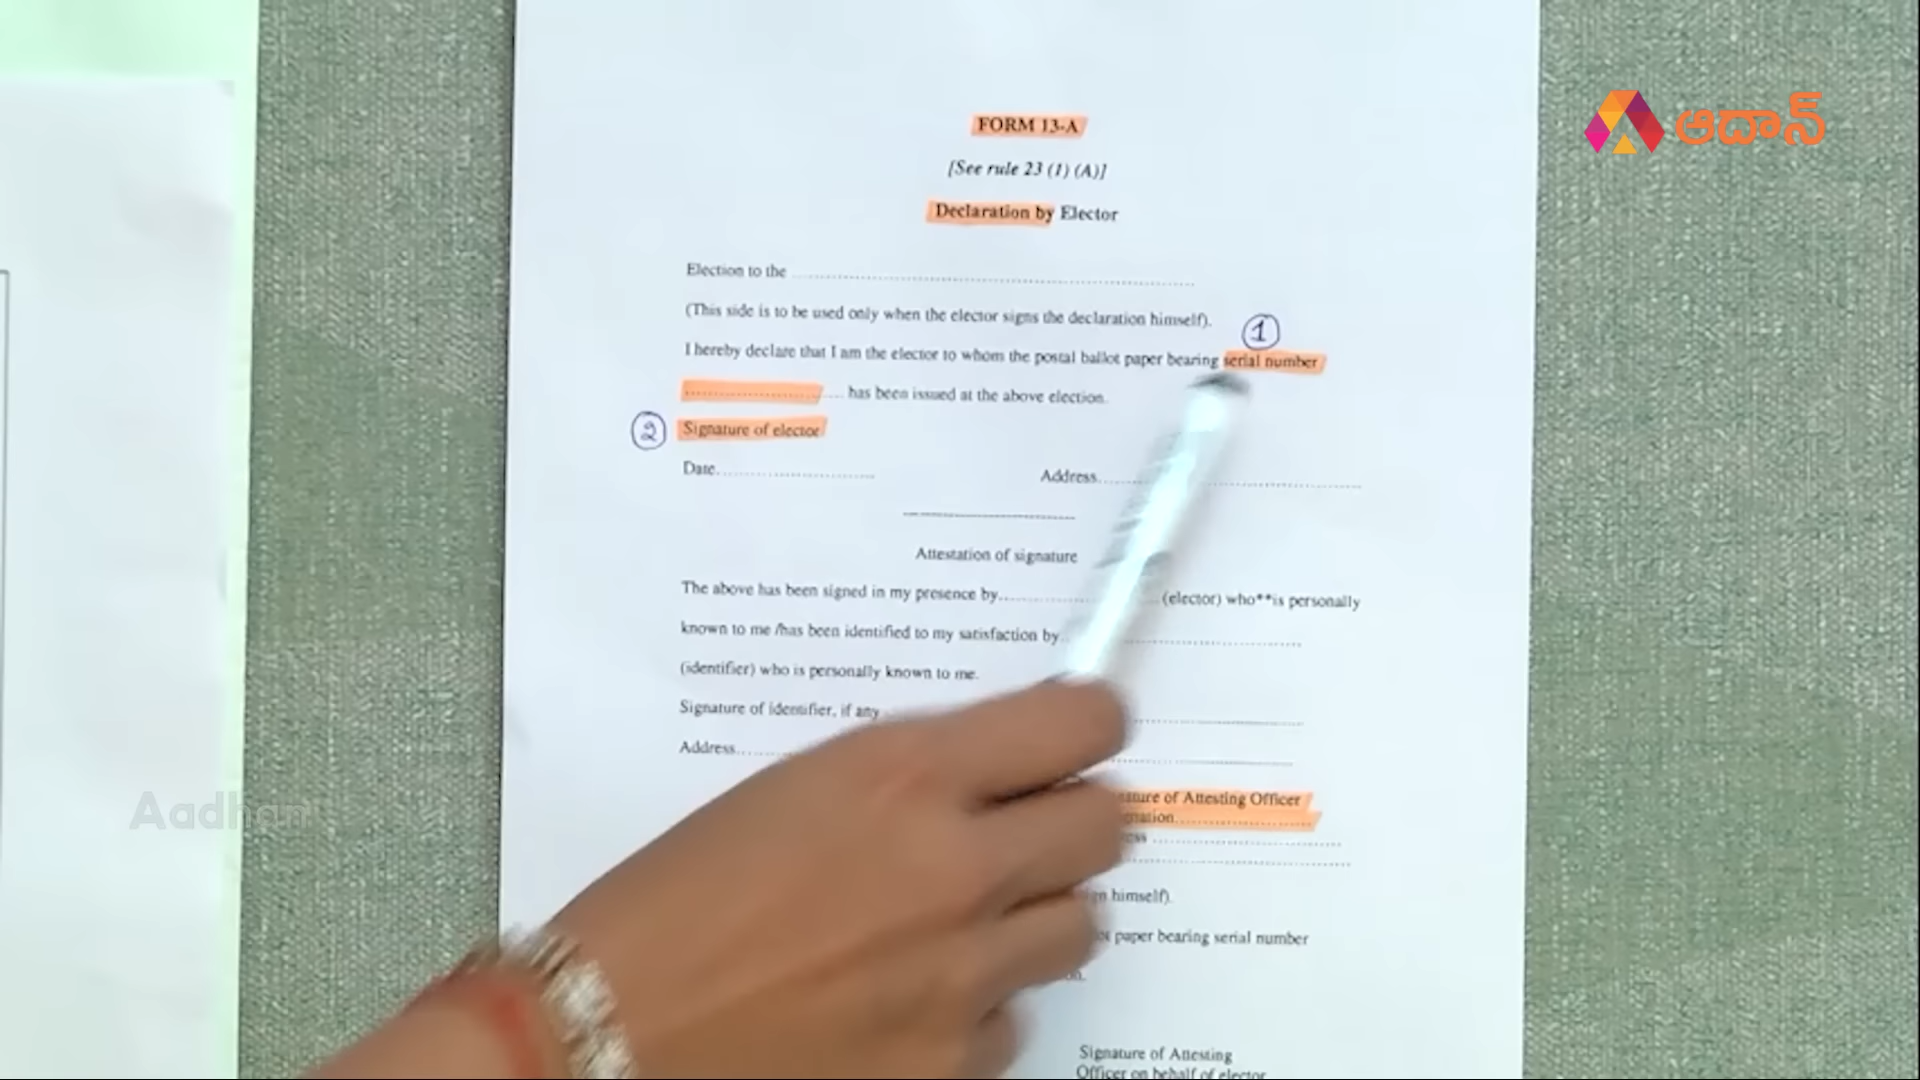 ఆదాన్
FORM 13-A
[See rule 23 (1) (A)]
Declaration by Elector
Election to the
(This side is to be used only when the elector signs the declaration himself).
1
I hereby declare that I am the elector to whom the postal ballot paper bearing serial number
has been issued at the above election.
2 Signature of elector
Date Address
Attestation of signature
The above has been signed in my presence by (elector) who**is personally
known to me /has been identified to my satisfaction by
(identifier) who is personally known to me.
Signature of identifier, if any
Address
of Attesting Officer
Aadhan
himself).
paper bearing serial number
Signature of Attesting
Officer on behalf of elector